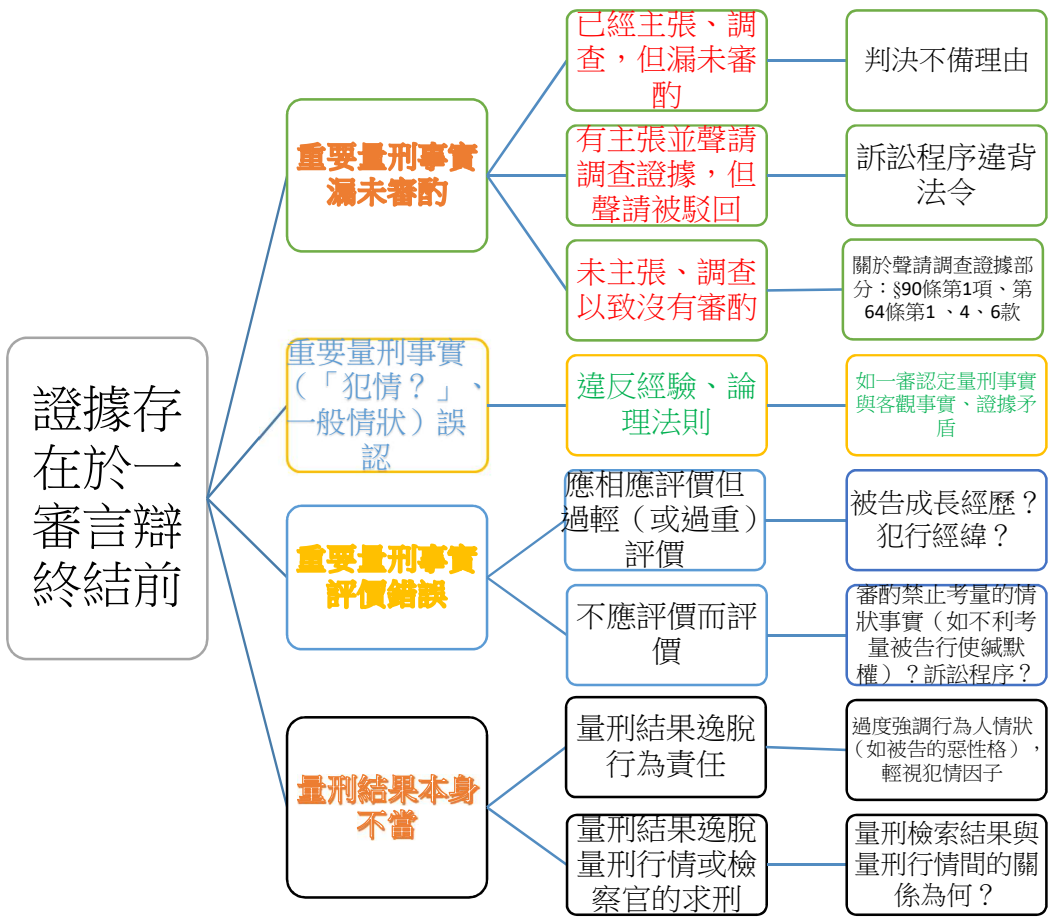 證據存
在於一
審言辯
終結前
重要量刑事實
漏未審酌
已經主張、調
查，但漏未審
酌
判決不備理由
有主張並聲請
調查證據，但
聲請被駁回
訴訟程序違背
法令
未主張、調查
以致沒有審酌
關於聲請調查證據部
分：§90條第1項、第
64條第1 、4、6款
重要量刑事實
（「犯情？」、
一般情狀）誤
認
違反經驗、論
理法則
如一審認定量刑事實
與客觀事實、證據矛
盾
重要量刑事實
評價錯誤
應相應評價但
過輕（或過重）
評價
被告成長經歷？
犯行經緯？
不應評價而評
價
審酌禁止考量的情
狀事實（如不利考
量被告行使緘默
權）？訴訟程序？
量刑結果本身
不當
量刑結果逸脫
行為責任
過度強調行為人情狀
（如被告的惡性格），
輕視犯情因子
量刑結果逸脫
量刑行情或檢
察官的求刑
量刑檢索結果與
量刑行情間的關
係為何？